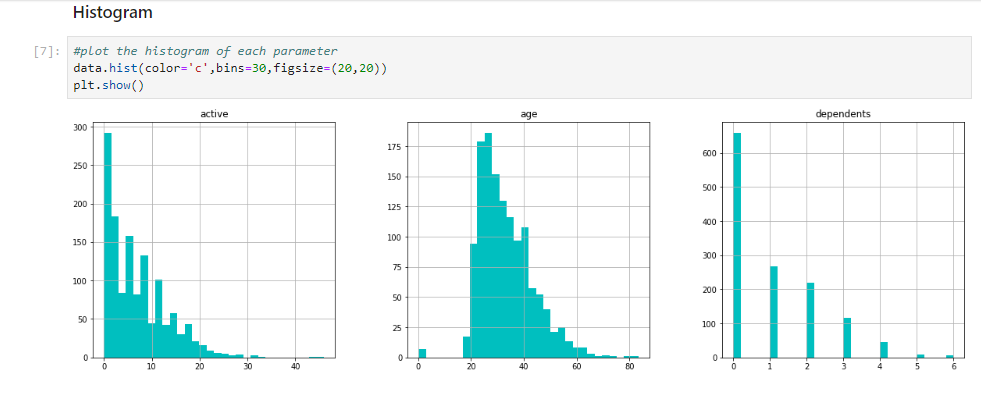 Histogram
[7]: #plot the histogram of each parameter
data.hist(color='c',bins=30,figsize=(20,20))
plt.show()
active
300
250
200
150
100
50
0
0 10 20 30 40
age
175
150
125
100
75
50
25
0
0 20 40 60 80
dependents
600
500
400
300
200
100
0
0 1 2 3 4 5 6